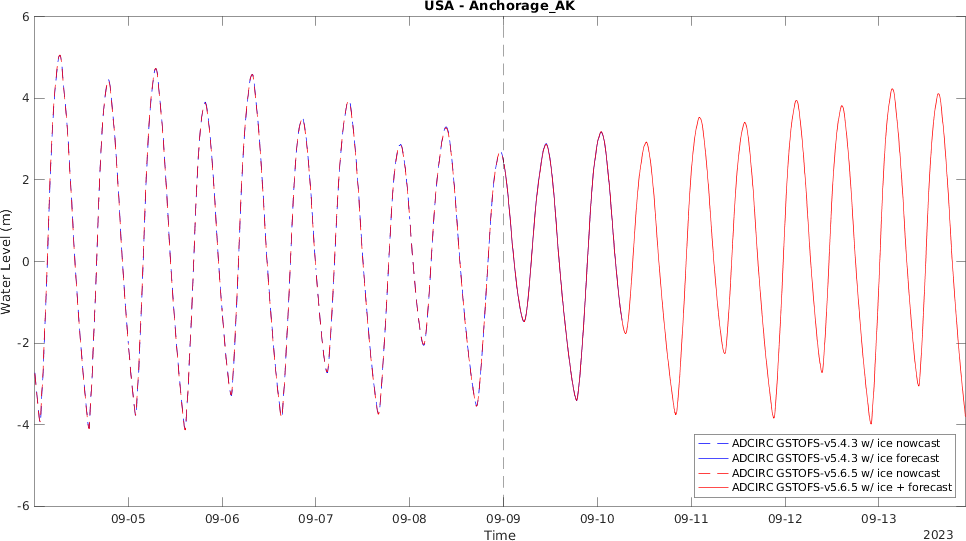 USA - Anchorage_AK
6
4
2
0
-2
-4
-6
Water Level (m)
ADCIRC GSTOFS-v5.4.3 w/ ice nowcast
ADCIRC GSTOFS-v5.4.3 w/ ice forecast
ADCIRC GSTOFS-v5.6.5 w/ ice nowcast
ADCIRC GSTOFS-v5.6.5 w/ ice + forecast
09-05 09-06 09-07 09-08 09-09 09-10 09-11 09-12 09-13
Time
2023